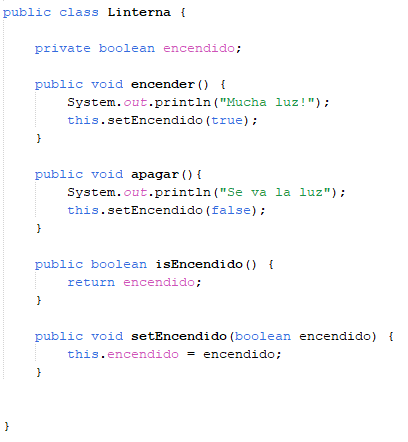 public class Linterna {
private boolean encendido;
public void encender() {
System.out.println("Mucha luz!");
this.setEncendido(true);
}
public void apagar(){
System.out.println("Se va la luz");
this.setEncendido(false);
}
public boolean isEncendido() {
return encendido;
}
public void setEncendido(boolean encendido) {
this.encendido = encendido;
}
}